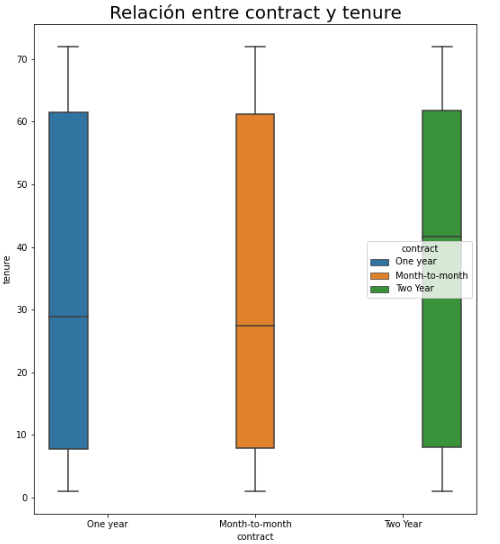 Relación entre contract y tenure
tenure
70
60
50
40
30
20
10
0
contract
One year
Month-to-month
Two Year
One year
Month-to-month
Two Year
contract